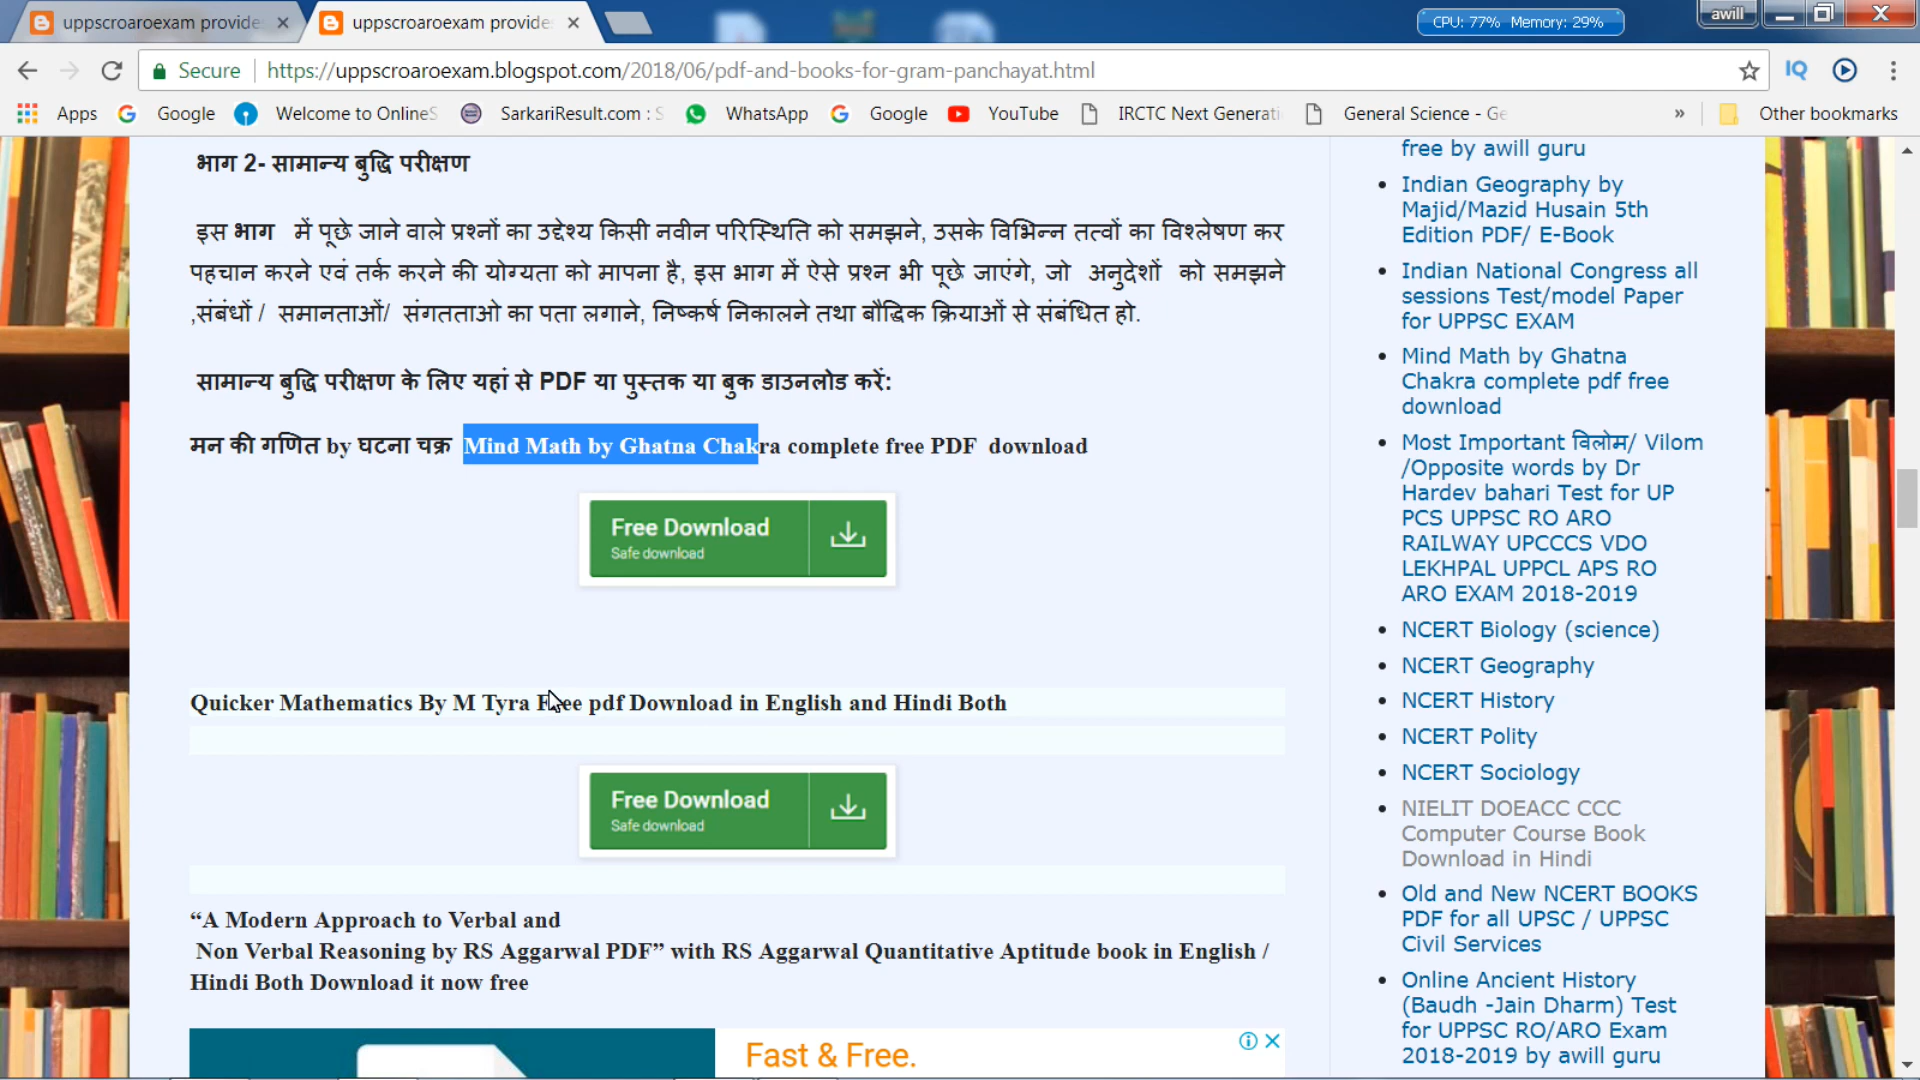 uppscroaroexam provide
uppscroaroexam provide
CPU: 77% Memory: 29%
awill
Secure
https://uppscroaroexam.blogspot.com/2018/06/pdf-and-books-for-gram-panchayat.html
IQ
Apps
Google
Welcome to OnlineS
SarkariResult.com : S
WhatsApp
Google
YouTube
IRCTC Next Generati
General Science - Ge
»
Other bookmarks
भाग 2- सामान्य बुद्धि परीक्षण
इस भाग में पूछे जाने वाले प्रश्नों का उद्देश्य किसी नवीन परिस्थिति को समझने, उसके विभिन्न तत्वों का विश्लेषण कर
पहचान करने एवं तर्क करने की योग्यता को मापना है, इस भाग में ऐसे प्रश्न भी पूछे जाएंगे, जो अनुदेशों को समझने
,संबंधों / समानताओं/ संगतताओ का पता लगाने, निष्कर्ष निकालने तथा बौद्धिक क्रियाओं से संबंधित हो.
सामान्य बुद्धि परीक्षण के लिए यहां से PDF या पुस्तक या बुक डाउनलोड करें:
मन की गणित by घटना चक्र Mind Math by Ghatna Chakra complete free PDF download
Free Download
Safe download
Quicker Mathematics By M Tyra Free pdf Download in English and Hindi Both
Free Download
Safe download
“A Modern Approach to Verbal and
Non Verbal Reasoning by RS Aggarwal PDF” with RS Aggarwal Quantitative Aptitude book in English /
Hindi Both Download it now free
Fast & Free.
free by awill guru
Indian Geography by
Majid/Mazid Husain 5th
Edition PDF/ E-Book
Indian National Congress all
sessions Test/model Paper
for UPPSC EXAM
Mind Math by Ghatna
Chakra complete pdf free
download
Most Important विलोम/ Vilom
/Opposite words by Dr
Hardev bahari Test for UP
PCS UPPSC RO ARO
RAILWAY UPCCCS VDO
LEKHPAL UPPCL APS RO
ARO EXAM 2018-2019
NCERT Biology (science)
NCERT Geography
NCERT History
NCERT Polity
NCERT Sociology
NIELIT DOEACC CCC
Computer Course Book
Download in Hindi
Old and New NCERT BOOKS
PDF for all UPSC / UPPSC
Civil Services
Online Ancient History
(Baudh -Jain Dharm) Test
for UPPSC RO/ARO Exam
2018-2019 by awill guru